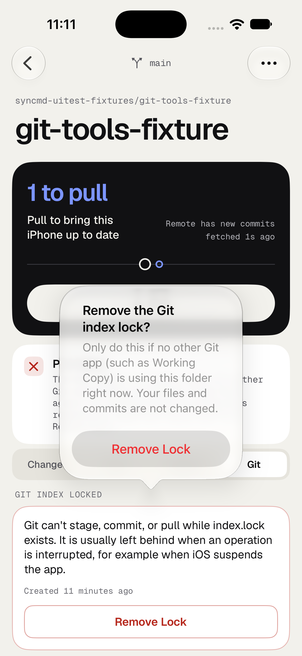 11:11
main
syncmd-uitest-fixtures/git-tools-fixture
git-tools-fixture
1 to pull
Pull to bring this
iPhone up to date
Remote has new commits
fetched 1s ago
Remove the Git
index lock?
Only do this if no other Git
app (such as Working
Copy) is using this folder
right now. Your files and
commits are not changed.
Remove Lock
Git
GIT INDEX LOCKED
Git can't stage, commit, or pull while index.lock
exists. It is usually left behind when an operation
is interrupted, for example when iOS suspends
the app.
Created 11 minutes ago
Remove Lock